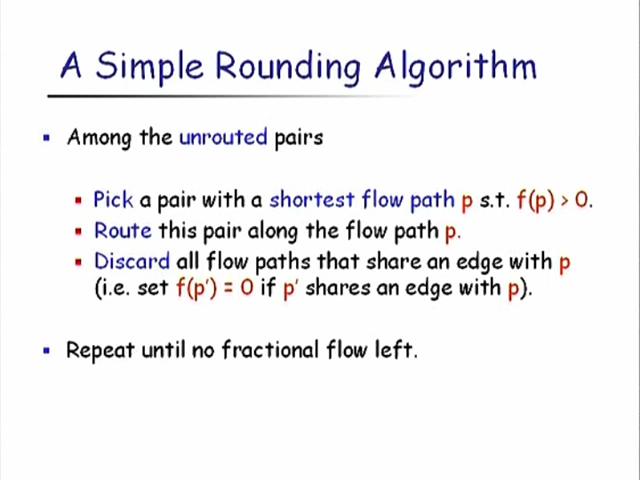 A Simple Rounding Algorithm
▪ Among the unrouted pairs
▪ Pick a pair with a shortest flow path p s.t. f(p) > 0.
▪ Route this pair along the flow path p.
▪ Discard all flow paths that share an edge with p
(i.e. set f(p') = 0 if p' shares an edge with p).
▪ Repeat until no fractional flow left.